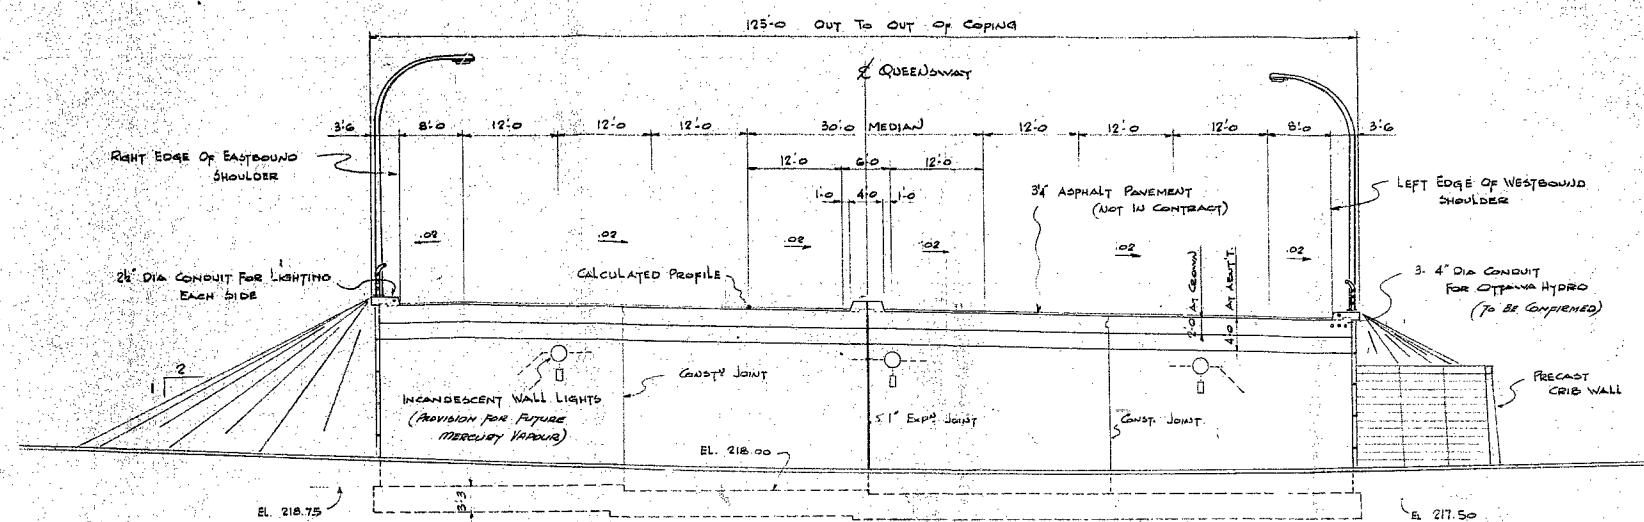 125'-0 OUT TO OUT OF COPING
℄ QUEENSWAY
3'6 8'-0 12'-0 12'-0 12'-0 30'-0 MEDIAN 12'-0 12'-0 12'-0 8'-0 3'-6
RIGHT EDGE OF EASTBOUND
SHOULDER
12'-0 6'-0 12'-0
1'-0 4'-0 1'-0
3¼" ASPHALT PAVEMENT
(NOT IN CONTRACT)
LEFT EDGE OF WESTBOUND
SHOULDER
.02 .02 .02 .02 .02 .02
2½" DIA CONDUIT FOR LIGHTING
EACH SIDE
CALCULATED PROFILE
2'-0 AT CROWN
4'-0 AT ABUT'T.
3- 4" DIA CONDUIT
FOR OTTAWA HYDRO
(TO BE CONFIRMED)
2
1
CONST'N JOINT
INCANDESCENT WALL LIGHTS
(PROVISION FOR FUTURE
MERCURY VAPOUR)
1" EXP'N JOINT
CONST. JOINT
PRECAST
CRIB WALL
EL. 218.00
EL. 218.75
3'-3
EL 217.50